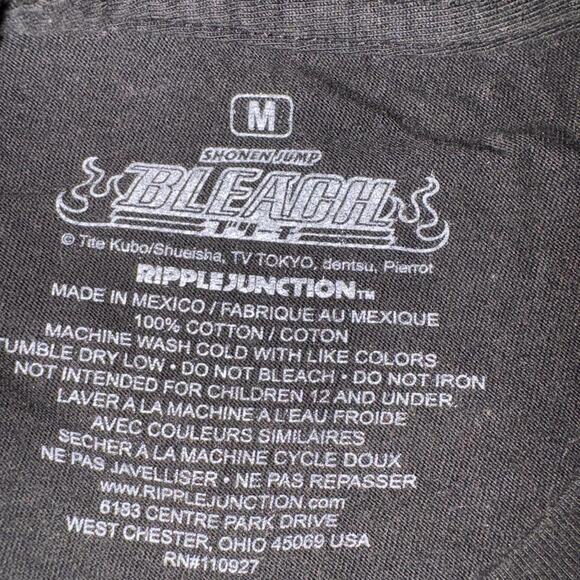 M
SHONEN JUMP
BLEACH
© Tite Kubo/Shueisha, TV TOKYO, dentsu, Pierrot
RIPPLE JUNCTION™
MADE IN MEXICO / FABRIQUE AU MEXIQUE
100% COTTON / COTON
MACHINE WASH COLD WITH LIKE COLORS
TUMBLE DRY LOW · DO NOT BLEACH · DO NOT IRON
NOT INTENDED FOR CHILDREN 12 AND UNDER.
LAVER A LA MACHINE A L'EAU FROIDE
AVEC COULEURS SIMILAIRES
SECHER A LA MACHINE CYCLE DOUX
NE PAS JAVELLISER · NE PAS REPASSER
www.RIPPLEJUNCTION.com
6183 CENTRE PARK DRIVE
WEST CHESTER, OHIO 45069 USA
RN#110927